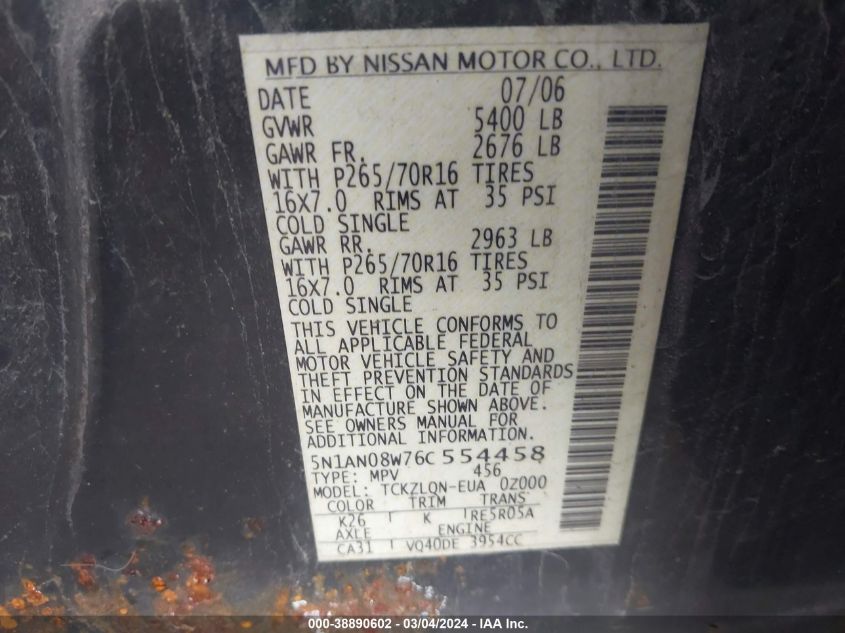 MFD BY NISSAN MOTOR CO., LTD.
DATE 07/06
GVWR 5400 LB
GAWR FR. 2676 LB
WITH P265/70R16 TIRES
16X7.0 RIMS AT 35 PSI
COLD SINGLE
GAWR RR. 2963 LB
WITH P265/70R16 TIRES
16X7.0 RIMS AT 35 PSI
COLD SINGLE
THIS VEHICLE CONFORMS TO
ALL APPLICABLE FEDERAL
MOTOR VEHICLE SAFETY AND
THEFT PREVENTION STANDARDS
IN EFFECT ON THE DATE OF
MANUFACTURE SHOWN ABOVE.
SEE OWNERS MANUAL FOR
ADDITIONAL INFORMATION.
5N1AN08W76C554458
TYPE: MPV 456
MODEL: TCKZLQN-EUA 0Z000
COLOR TRIM TRANS
K26 K RE5R05A
AXLE ENGINE
CA31 VQ40DE 3954CC
000-38890602 - 03/04/2024 - IAA Inc.